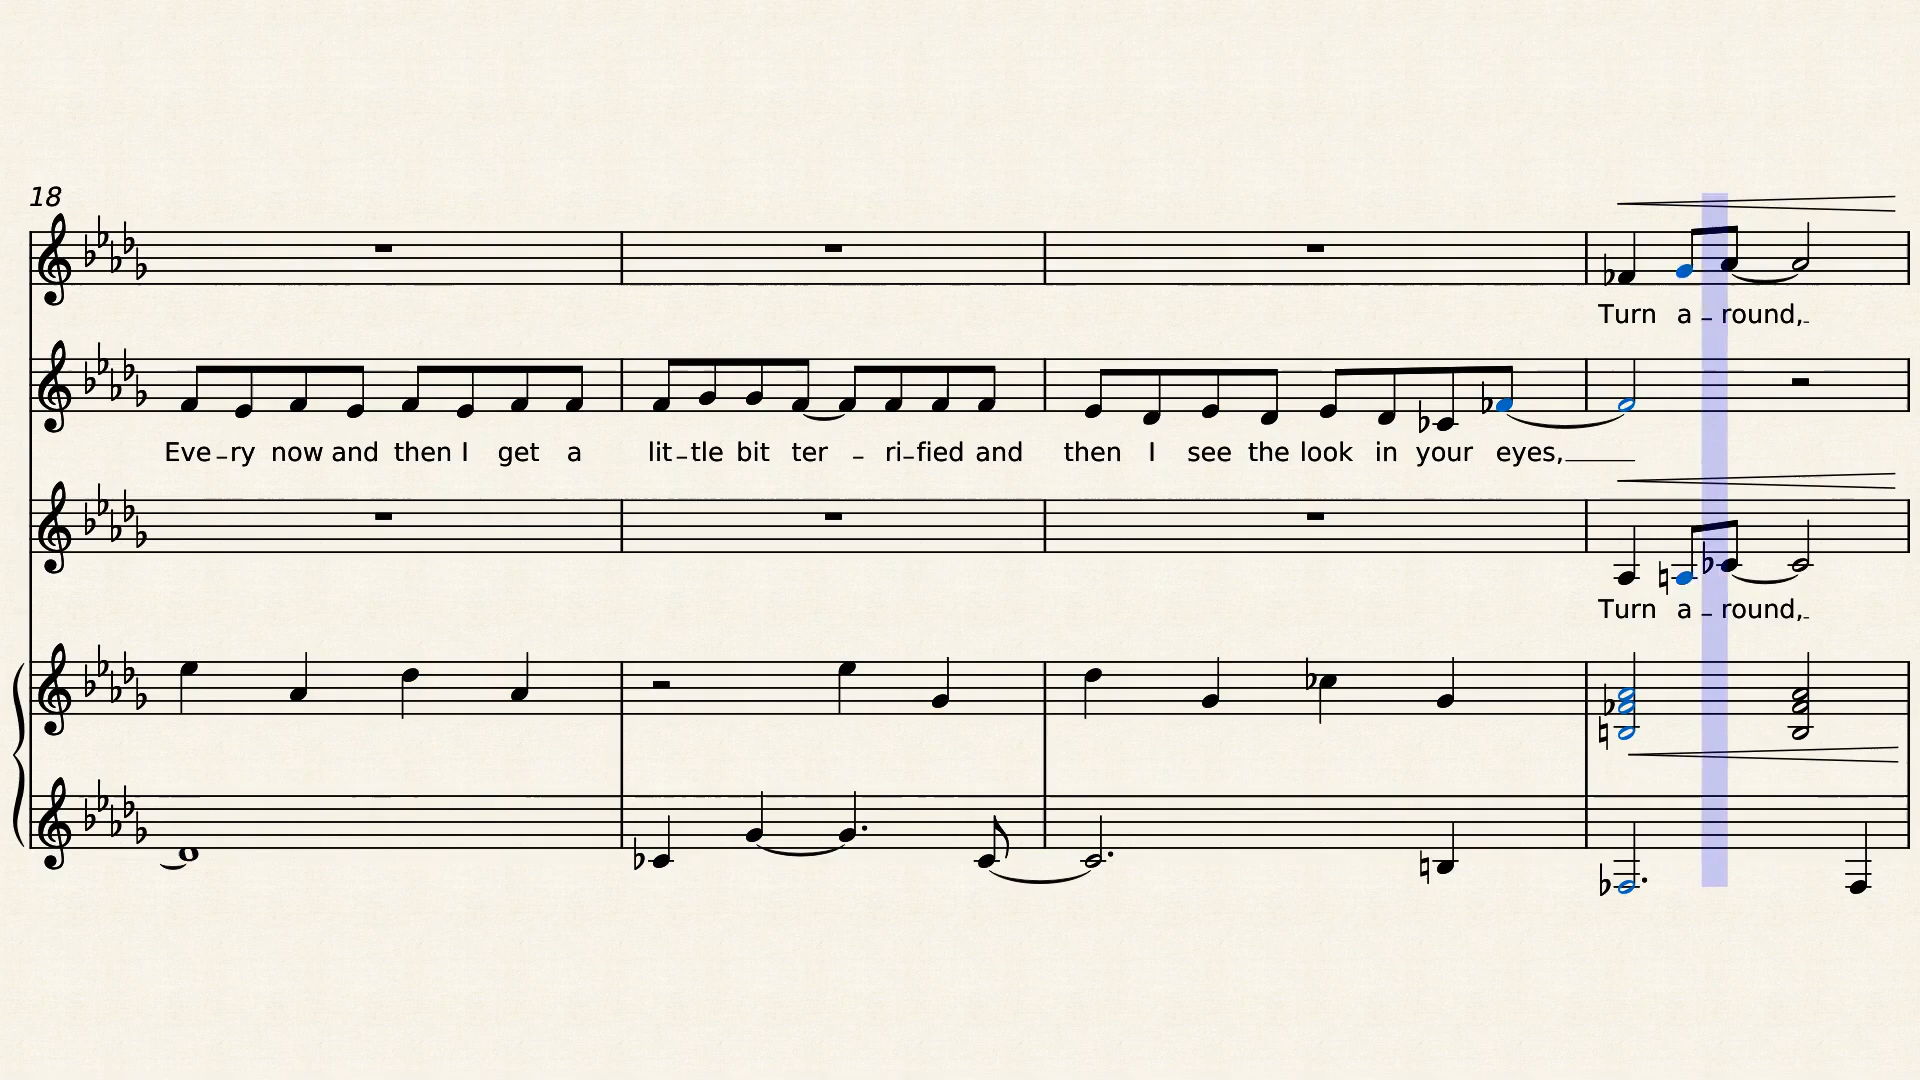 18
Turn a - round,
Eve - ry now and then I get a lit - tle bit ter - ri - fied and then I see the look in your eyes,
Turn a - round,